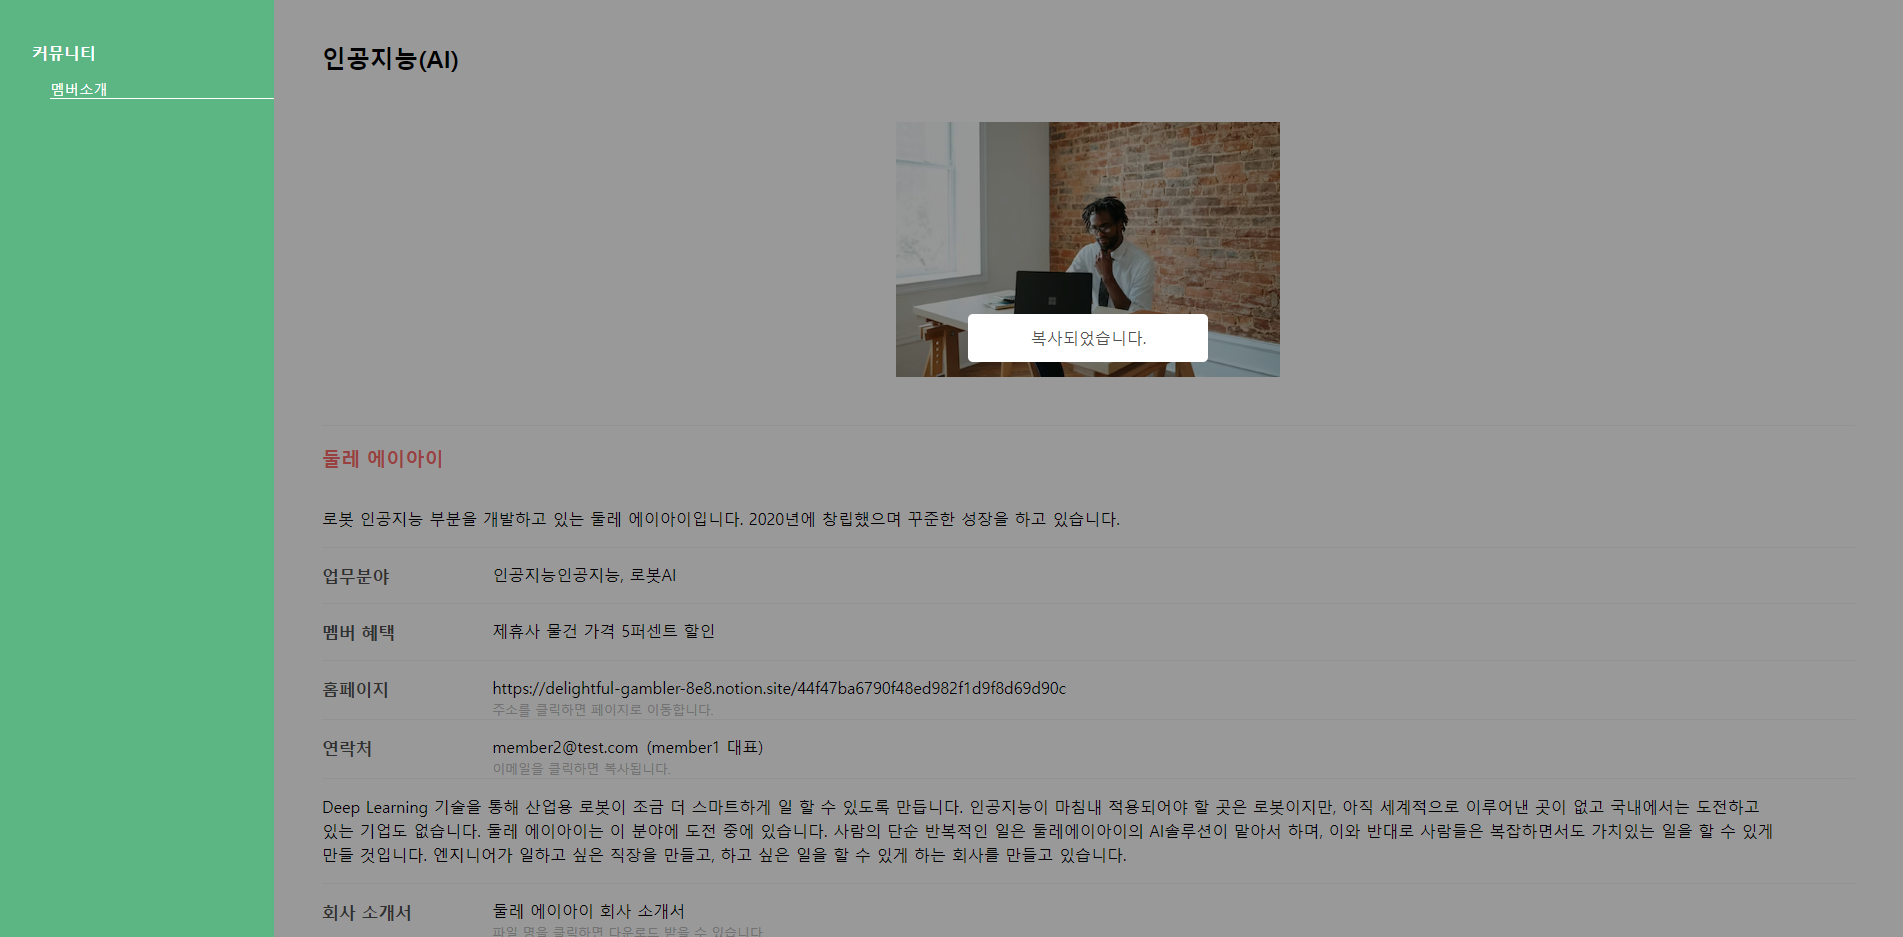 커뮤니티
멤버소개
인공지능(AI)
복사되었습니다.
둘레 에이아이
로봇 인공지능 부분을 개발하고 있는 둘레 에이아이입니다. 2020년에 창립했으며 꾸준한 성장을 하고 있습니다.
업무분야
인공지능인공지능, 로봇AI
멤버 혜택
제휴사 물건 가격 5퍼센트 할인
홈페이지
https://delightful-gambler-8e8.notion.site/44f47ba6790f48ed982f1d9f8d69d90c
주소를 클릭하면 페이지로 이동합니다.
연락처
member2@test.com (member1 대표)
이메일을 클릭하면 복사됩니다.
Deep Learning 기술을 통해 산업용 로봇이 조금 더 스마트하게 일 할 수 있도록 만듭니다. 인공지능이 마침내 적용되어야 할 곳은 로봇이지만, 아직 세계적으로 이루어낸 곳이 없고 국내에서는 도전하고
있는 기업도 없습니다. 둘레 에이아이는 이 분야에 도전 중에 있습니다. 사람의 단순 반복적인 일은 둘레에이아이의 AI솔루션이 맡아서 하며, 이와 반대로 사람들은 복잡하면서도 가치있는 일을 할 수 있게
만들 것입니다. 엔지니어가 일하고 싶은 직장을 만들고, 하고 싶은 일을 할 수 있게 하는 회사를 만들고 있습니다.
회사 소개서
둘레 에이아이 회사 소개서
파일 명을 클릭하면 다운로드 받을 수 있습니다.